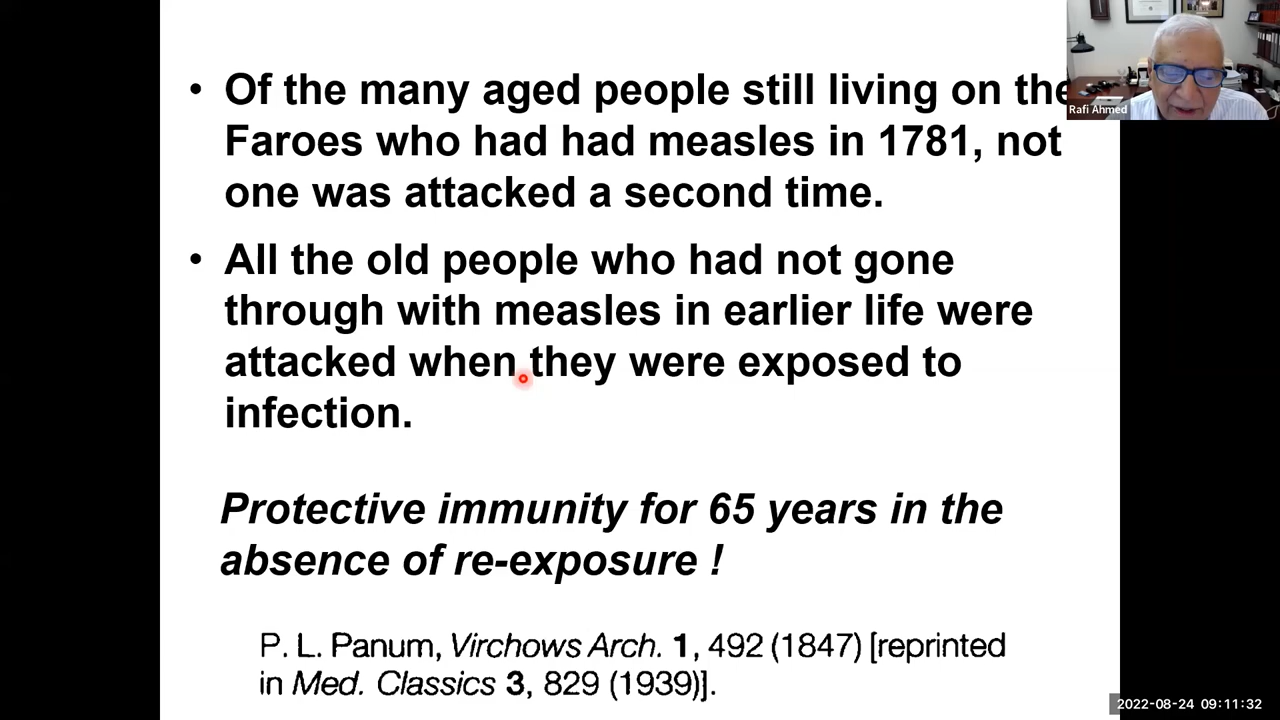 • Of the many aged people still living on the
Faroes who had had measles in 1781, not
one was attacked a second time.
• All the old people who had not gone
through with measles in earlier life were
attacked when they were exposed to
infection.
Protective immunity for 65 years in the
absence of re-exposure !
P. L. Panum, Virchows Arch. 1, 492 (1847) [reprinted
in Med. Classics 3, 829 (1939)].
Rafi Ahmed
2022-08-24 09:11:32